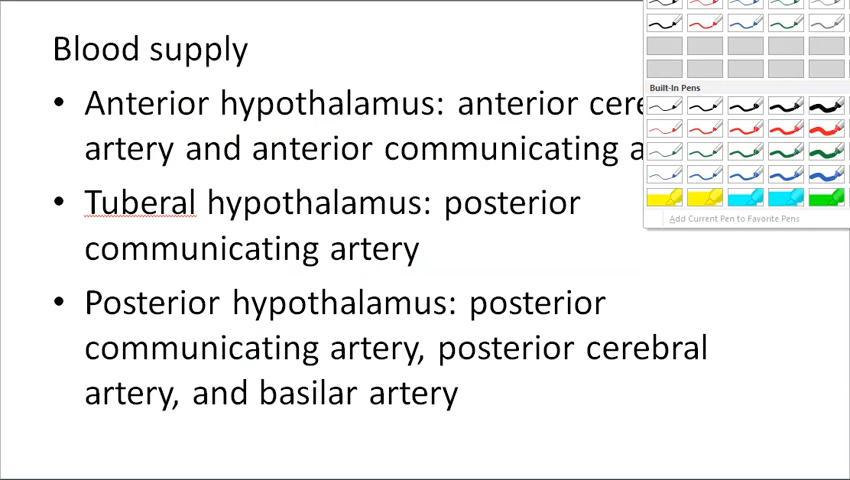 Blood supply
• Anterior hypothalamus: anterior
artery and anterior communicating
• Tuberal hypothalamus: posterior
communicating artery
• Posterior hypothalamus: posterior
communicating artery, posterior cerebral
artery, and basilar artery
Built-In Pens
Add Current Pen to Favorite Pens